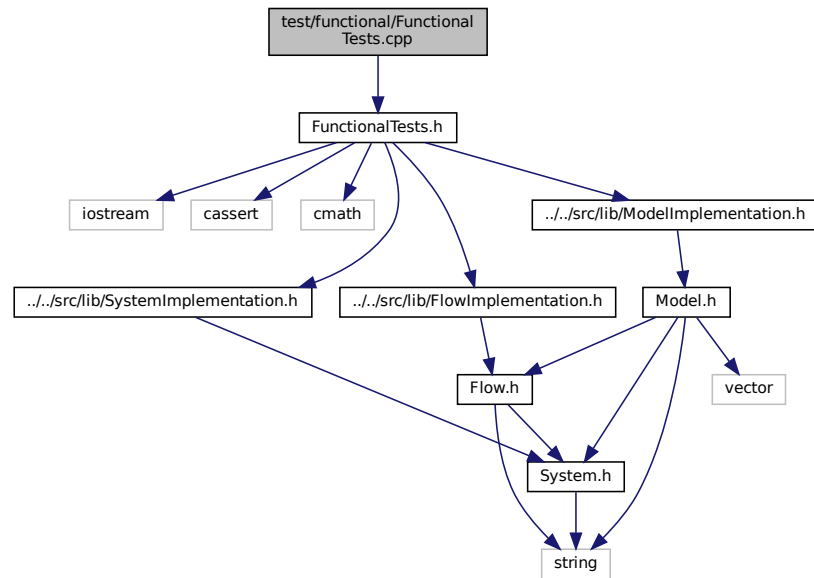 test/functional/Functional
Tests.cpp
FunctionalTests.h
iostream
cassert
cmath
../../src/lib/ModelImplementation.h
../../src/lib/SystemImplementation.h
../../src/lib/FlowImplementation.h
Model.h
Flow.h
vector
System.h
string